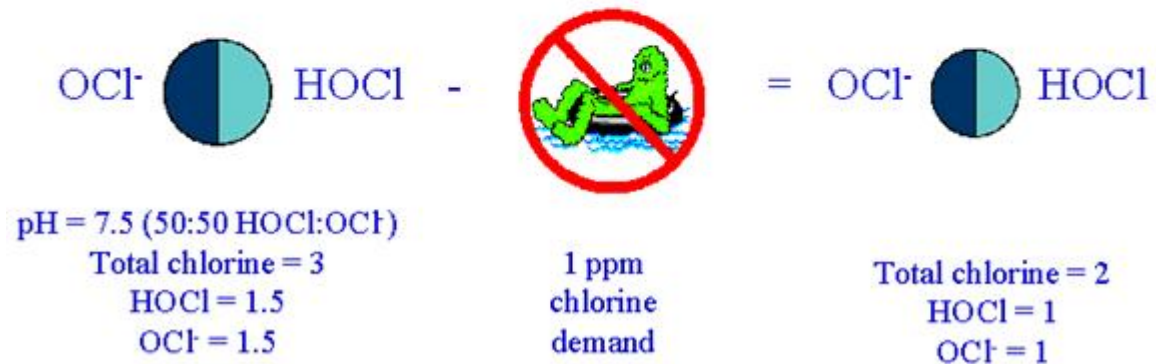 OCl- HOCl - = OCl- HOCl
pH = 7.5 (50:50 HOCl:OCl-)
Total chlorine = 3
HOCl = 1.5
OCl- = 1.5
1 ppm
chlorine
demand
Total chlorine = 2
HOCl = 1
OCl- = 1